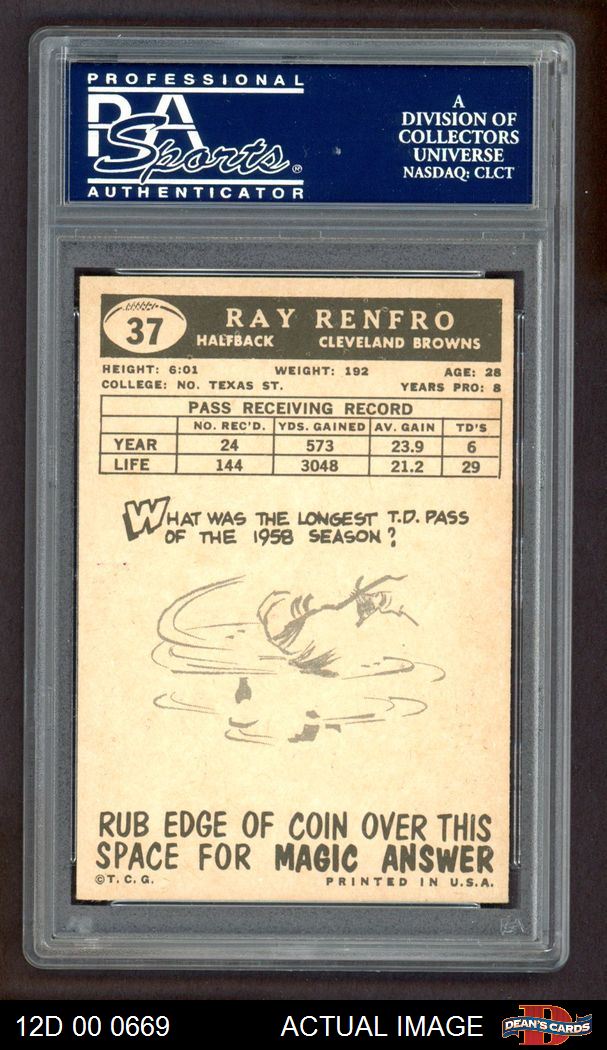 PROFESSIONAL
PSA
Sports®
AUTHENTICATOR
A
DIVISION OF
COLLECTORS
UNIVERSE
NASDAQ: CLCT
37
RAY RENFRO
HALFBACK CLEVELAND BROWNS
HEIGHT: 6:01 WEIGHT: 192 AGE: 28
COLLEGE: NO. TEXAS ST. YEARS PRO: 8
PASS RECEIVING RECORD
NO. REC'D. YDS. GAINED AV. GAIN TD'S
YEAR 24 573 23.9 6
LIFE 144 3048 21.2 29
WHAT WAS THE LONGEST T.D. PASS
OF THE 1958 SEASON?
RUB EDGE OF COIN OVER THIS
SPACE FOR MAGIC ANSWER
©T.C.G. PRINTED IN U.S.A.
PSA
12D 00 0669 ACTUAL IMAGE
D
DEAN'S CARDS